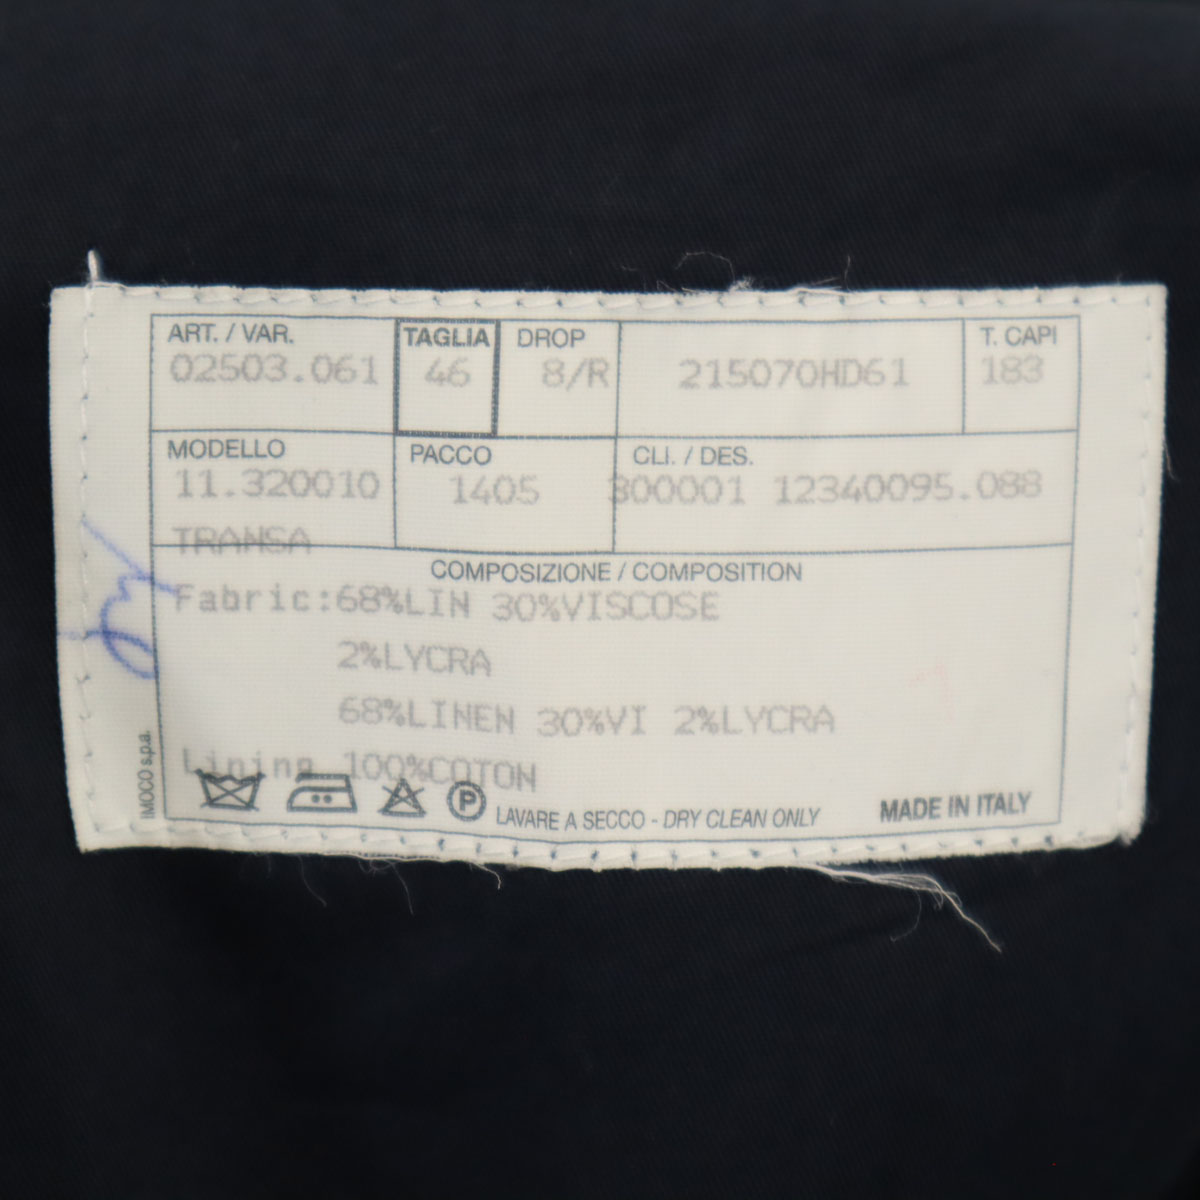 ART. / VAR. TAGLIA DROP T. CAPI
02503.061 46 8/R 215070HD61 183
MODELLO PACCO CLI. / DES.
11.320010 1405 300001 12340095.088
TRANSA
COMPOSIZIONE / COMPOSITION
Fabric:68%LIN 30%VISCOSE
2%LYCRA
68%LINEN 30%VI 2%LYCRA
Lining 100%COTON
P LAVARE A SECCO - DRY CLEAN ONLY MADE IN ITALY
IMOCO s.p.a.